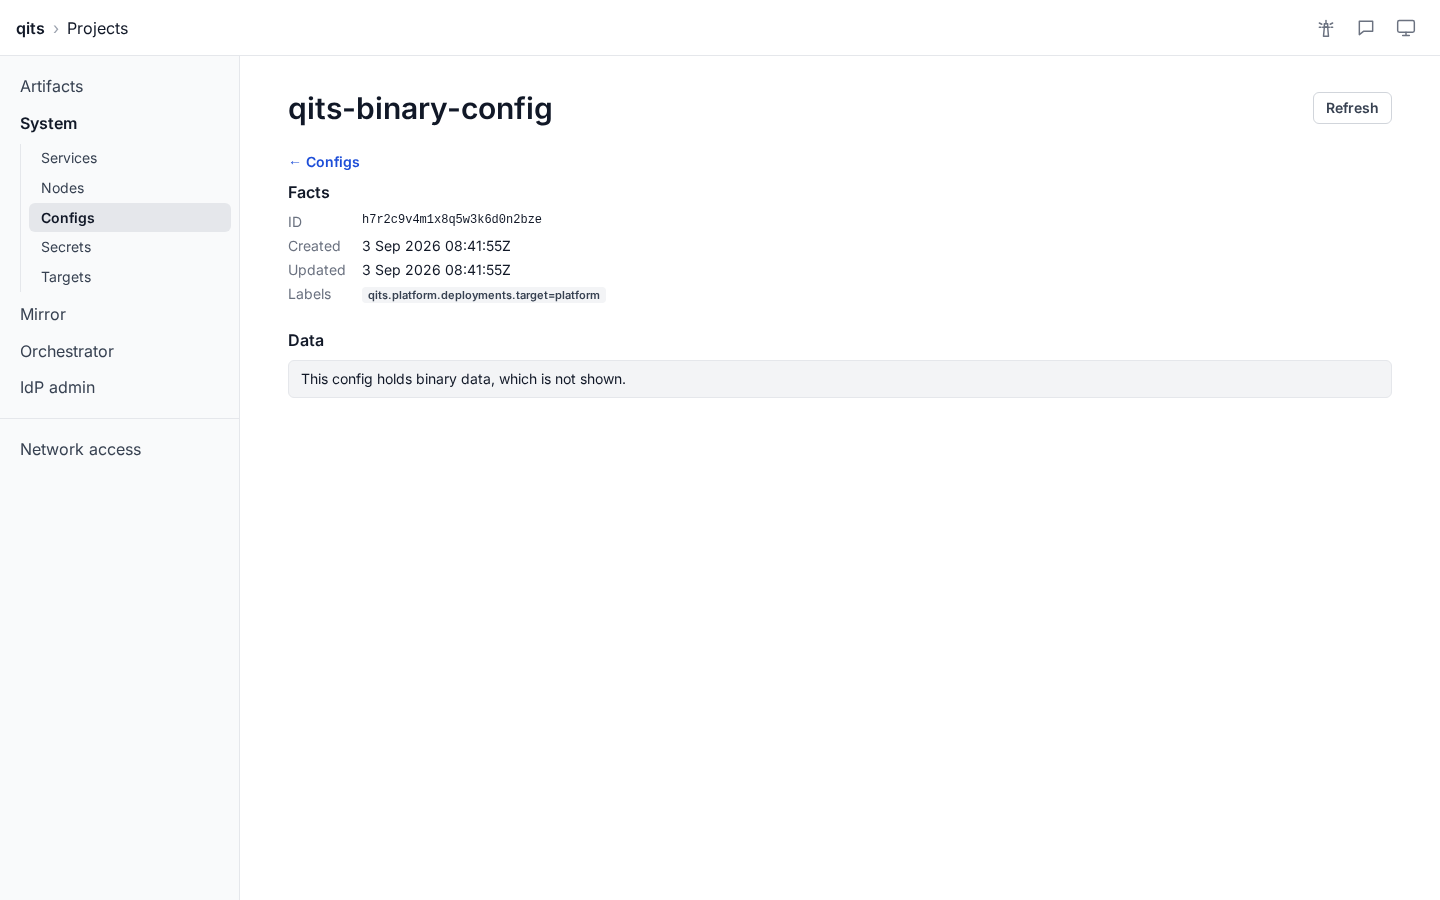 qits › Projects
Artifacts
System
Services
Nodes
Configs
Secrets
Targets
Mirror
Orchestrator
IdP admin
Network access
qits-binary-config
Refresh
← Configs
Facts
ID h7r2c9v4m1x8q5w3k6d0n2bze
Created 3 Sep 2026 08:41:55Z
Updated 3 Sep 2026 08:41:55Z
Labels qits.platform.deployments.target=platform
Data
This config holds binary data, which is not shown.